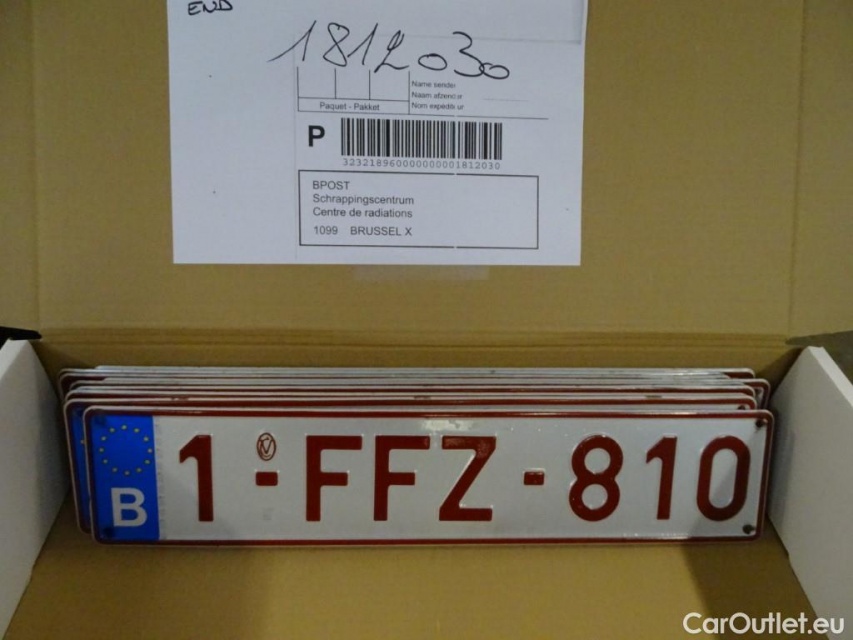 END
1812030
Name sender
Naam afzender
Paquet - Pakket
Nom expéditeur
P
3232189600000000001812030
BPOST
Schrappingscentrum
Centre de radiations
1099 BRUSSEL X
B
1-FFZ-810
CarOutlet.eu